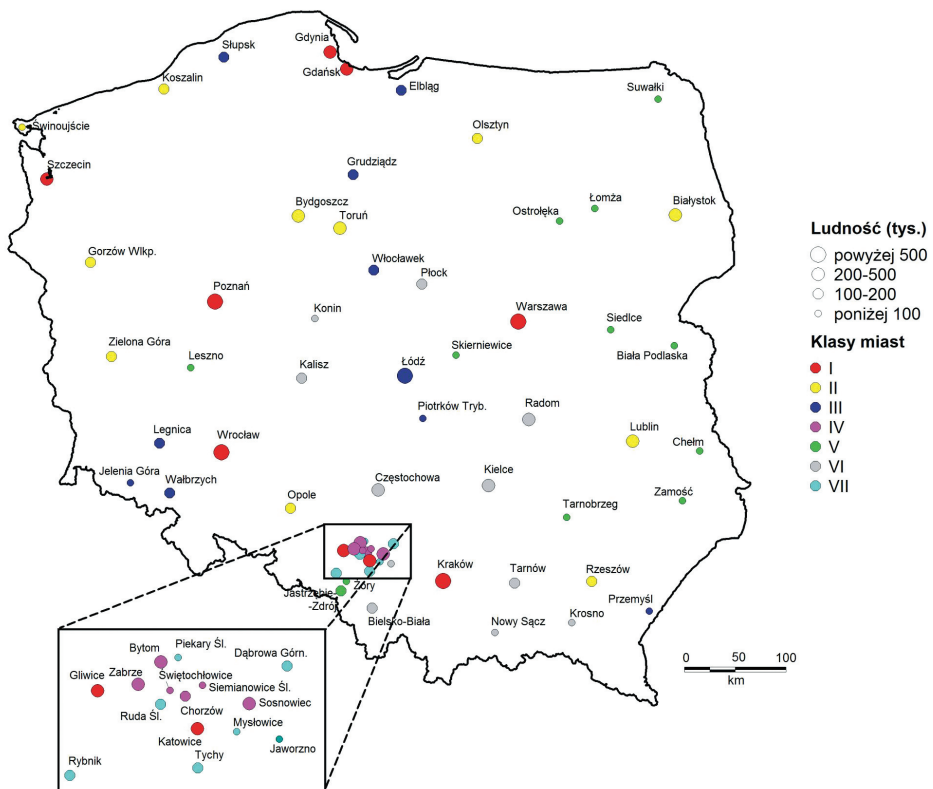 Słupsk
Gdynia
Koszalin
Gdańsk
Elbląg
Suwałki
Świnoujście
Olsztyn
Szczecin
Grudziądz
Bydgoszcz
Toruń
Ostrołęka
Łomża
Białystok
Gorzów Wlkp.
Włocławek
Płock
Poznań
Konin
Warszawa
Siedlce
Zielona Góra
Leszno
Kalisz
Łódź
Skierniewice
Biała Podlaska
Piotrków Tryb.
Radom
Legnica
Wrocław
Lublin
Chełm
Jelenia Góra
Wałbrzych
Opole
Częstochowa
Kielce
Zamość
Tarnobrzeg
Kraków
Tarnów
Rzeszów
Żory
Jastrzębie-
-Zdrój
Bielsko-Biała
Nowy Sącz
Krosno
Przemyśl
Bytom
Piekary Śl.
Dąbrowa Górn.
Gliwice
Zabrze
Świętochłowice
Siemianowice Śl.
Sosnowiec
Ruda Śl.
Chorzów
Mysłowice
Katowice
Jaworzno
Tychy
Rybnik
Ludność (tys.)
powyżej 500
200-500
100-200
poniżej 100
Klasy miast
I
II
III
IV
V
VI
VII
0 50 100
km